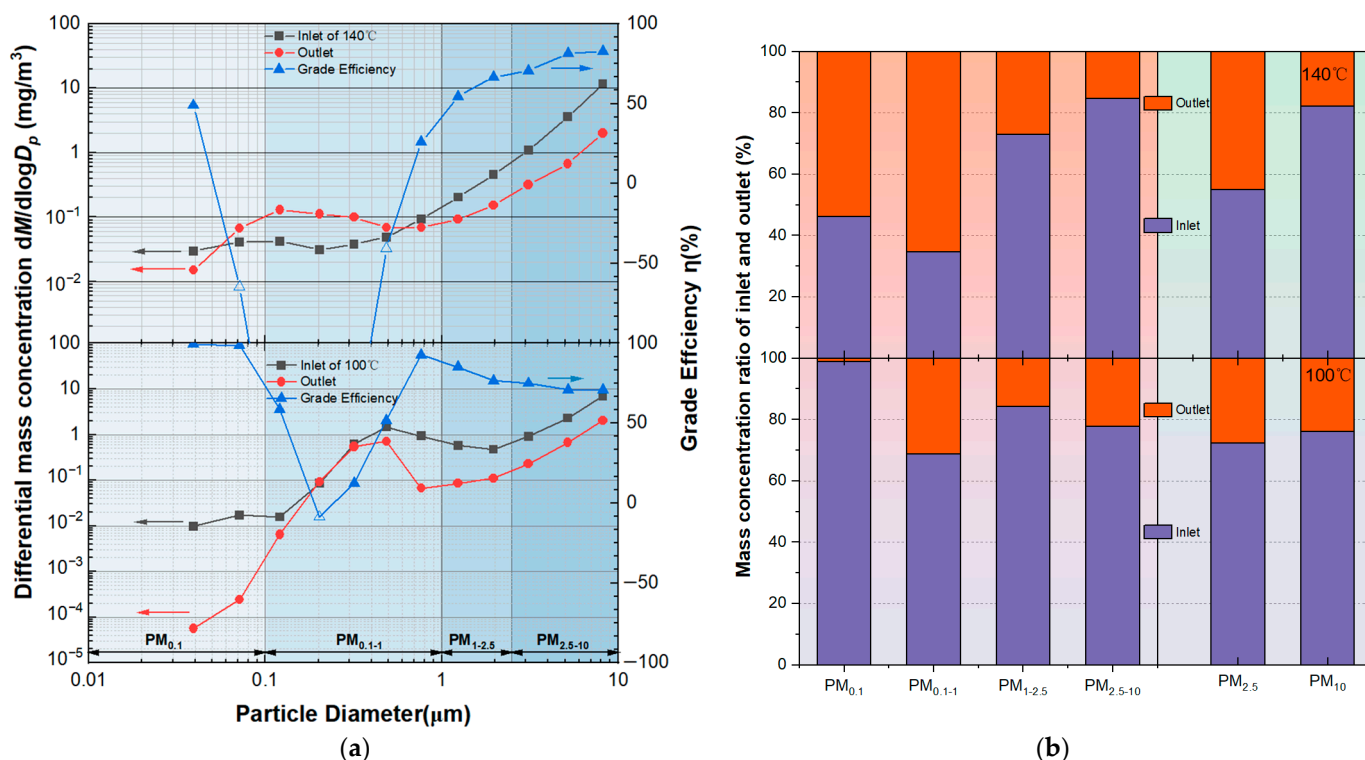 Differential mass concentration dM/dlogDp (mg/m³)
100
10
1
10⁻¹
10⁻²
100
10
1
10⁻¹
10⁻²
10⁻³
10⁻⁴
10⁻⁵
Inlet of 140℃
Outlet
Grade Efficiency
Inlet of 100℃
Outlet
Grade Efficiency
PM0.1
PM0.1-1
PM1-2.5
PM2.5-10
0.01
0.1
1
10
Particle Diameter(μm)
100
50
0
−50
100
50
0
−50
−100
Grade Efficiency η(%)
(a)
Mass concentration ratio of inlet and outlet (%)
100
80
60
40
20
100
80
60
40
20
0
140℃
Outlet
Inlet
100℃
Outlet
Inlet
PM0.1
PM0.1-1
PM1-2.5
PM2.5-10
PM2.5
PM10
(b)